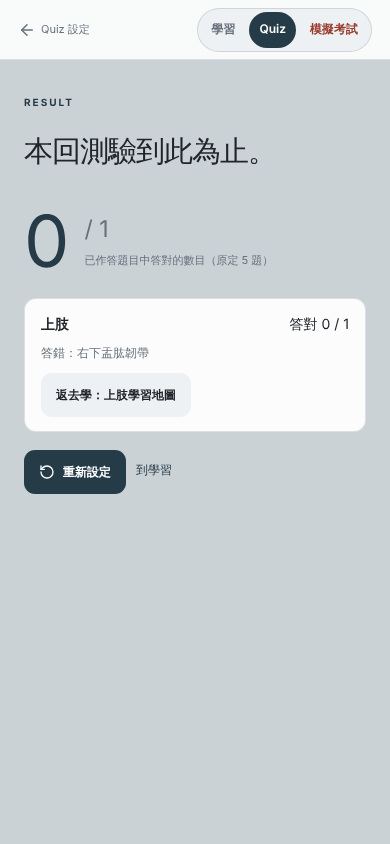 Quiz 設定
學習 Quiz 模擬考試
RESULT
本回測驗到此為止。
0 / 1
已作答題目中答對的數目（原定 5 題）
上肢 答對 0 / 1
答錯：右下盂肱韌帶
返去學：上肢學習地圖
重新設定 到學習